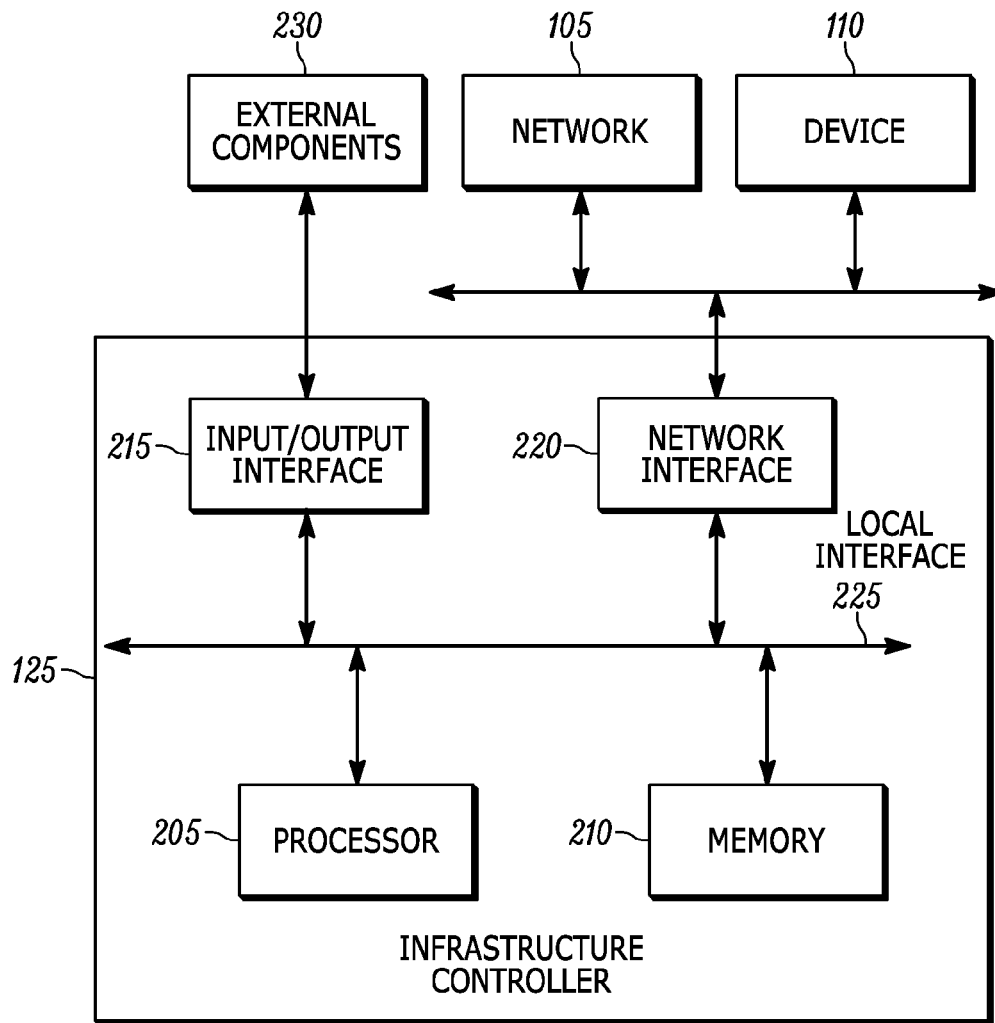 230
105
110
EXTERNAL
COMPONENTS
NETWORK
DEVICE
215
INPUT/OUTPUT
INTERFACE
220
NETWORK
INTERFACE
LOCAL
INTERFACE
225
125
205
PROCESSOR
210
MEMORY
INFRASTRUCTURE
CONTROLLER